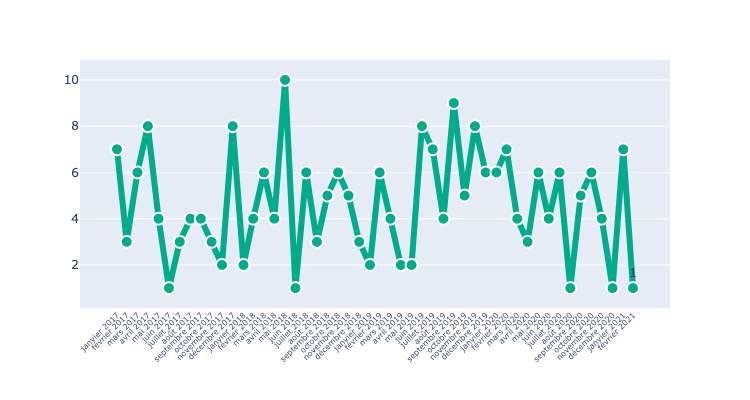 10
8
6
4
2
1
janvier 2017
février 2017
mars 2017
avril 2017
mai 2017
juin 2017
juillet 2017
août 2017
septembre 2017
octobre 2017
novembre 2017
décembre 2017
janvier 2018
février 2018
mars 2018
avril 2018
mai 2018
juin 2018
juillet 2018
août 2018
septembre 2018
octobre 2018
novembre 2018
décembre 2018
janvier 2019
février 2019
mars 2019
avril 2019
mai 2019
juin 2019
juillet 2019
août 2019
septembre 2019
octobre 2019
novembre 2019
décembre 2019
janvier 2020
février 2020
mars 2020
avril 2020
mai 2020
juin 2020
juillet 2020
août 2020
septembre 2020
octobre 2020
novembre 2020
décembre 2020
janvier 2021
février 2021